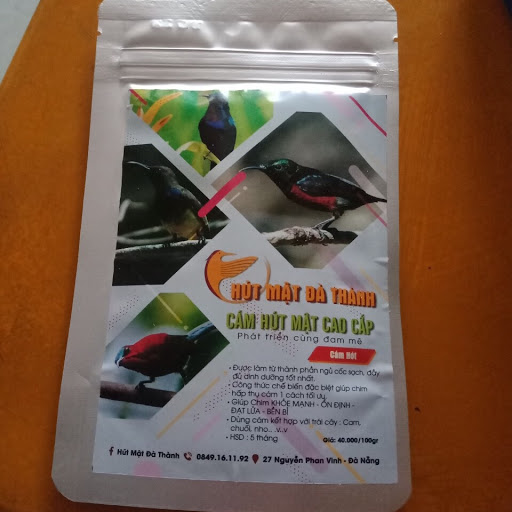 HÚT MẬT ĐÀ THÀNH
CÁM HÚT MẬT CAO CẤP
Phát triển cùng đam mê
Cám Hót
• Được làm từ thành phần ngũ cốc sạch, đầy
đủ dinh dưỡng tốt nhất.
• Công thức chế biến đặc biệt giúp chim
hấp thụ cám 1 cách tối ưu.
• Giúp Chim KHỎE MẠNH - ỔN ĐỊNH -
ĐẠT LỬA - BỀN BỈ
• Dùng cám kết hợp với trái cây : Cam,
chuối, nho.. .v..v
• HSD : 5 tháng
Giá: 40.000/100gr
Hút Mật Đà Thành 0849.16.11.92 27 Nguyễn Phan Vinh - Đà Nẵng